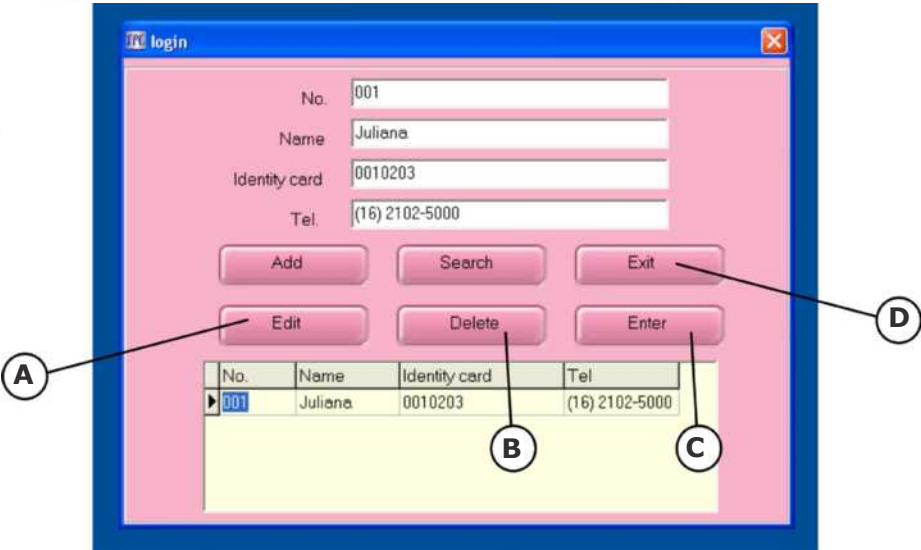 IPC login
No. 001
Name Juliana
Identity card 0010203
Tel. (16) 2102-5000
Add Search Exit
D
Edit Delete Enter
A
No. Name Identity card Tel
001 Juliana 0010203 (16) 2102-5000
B C